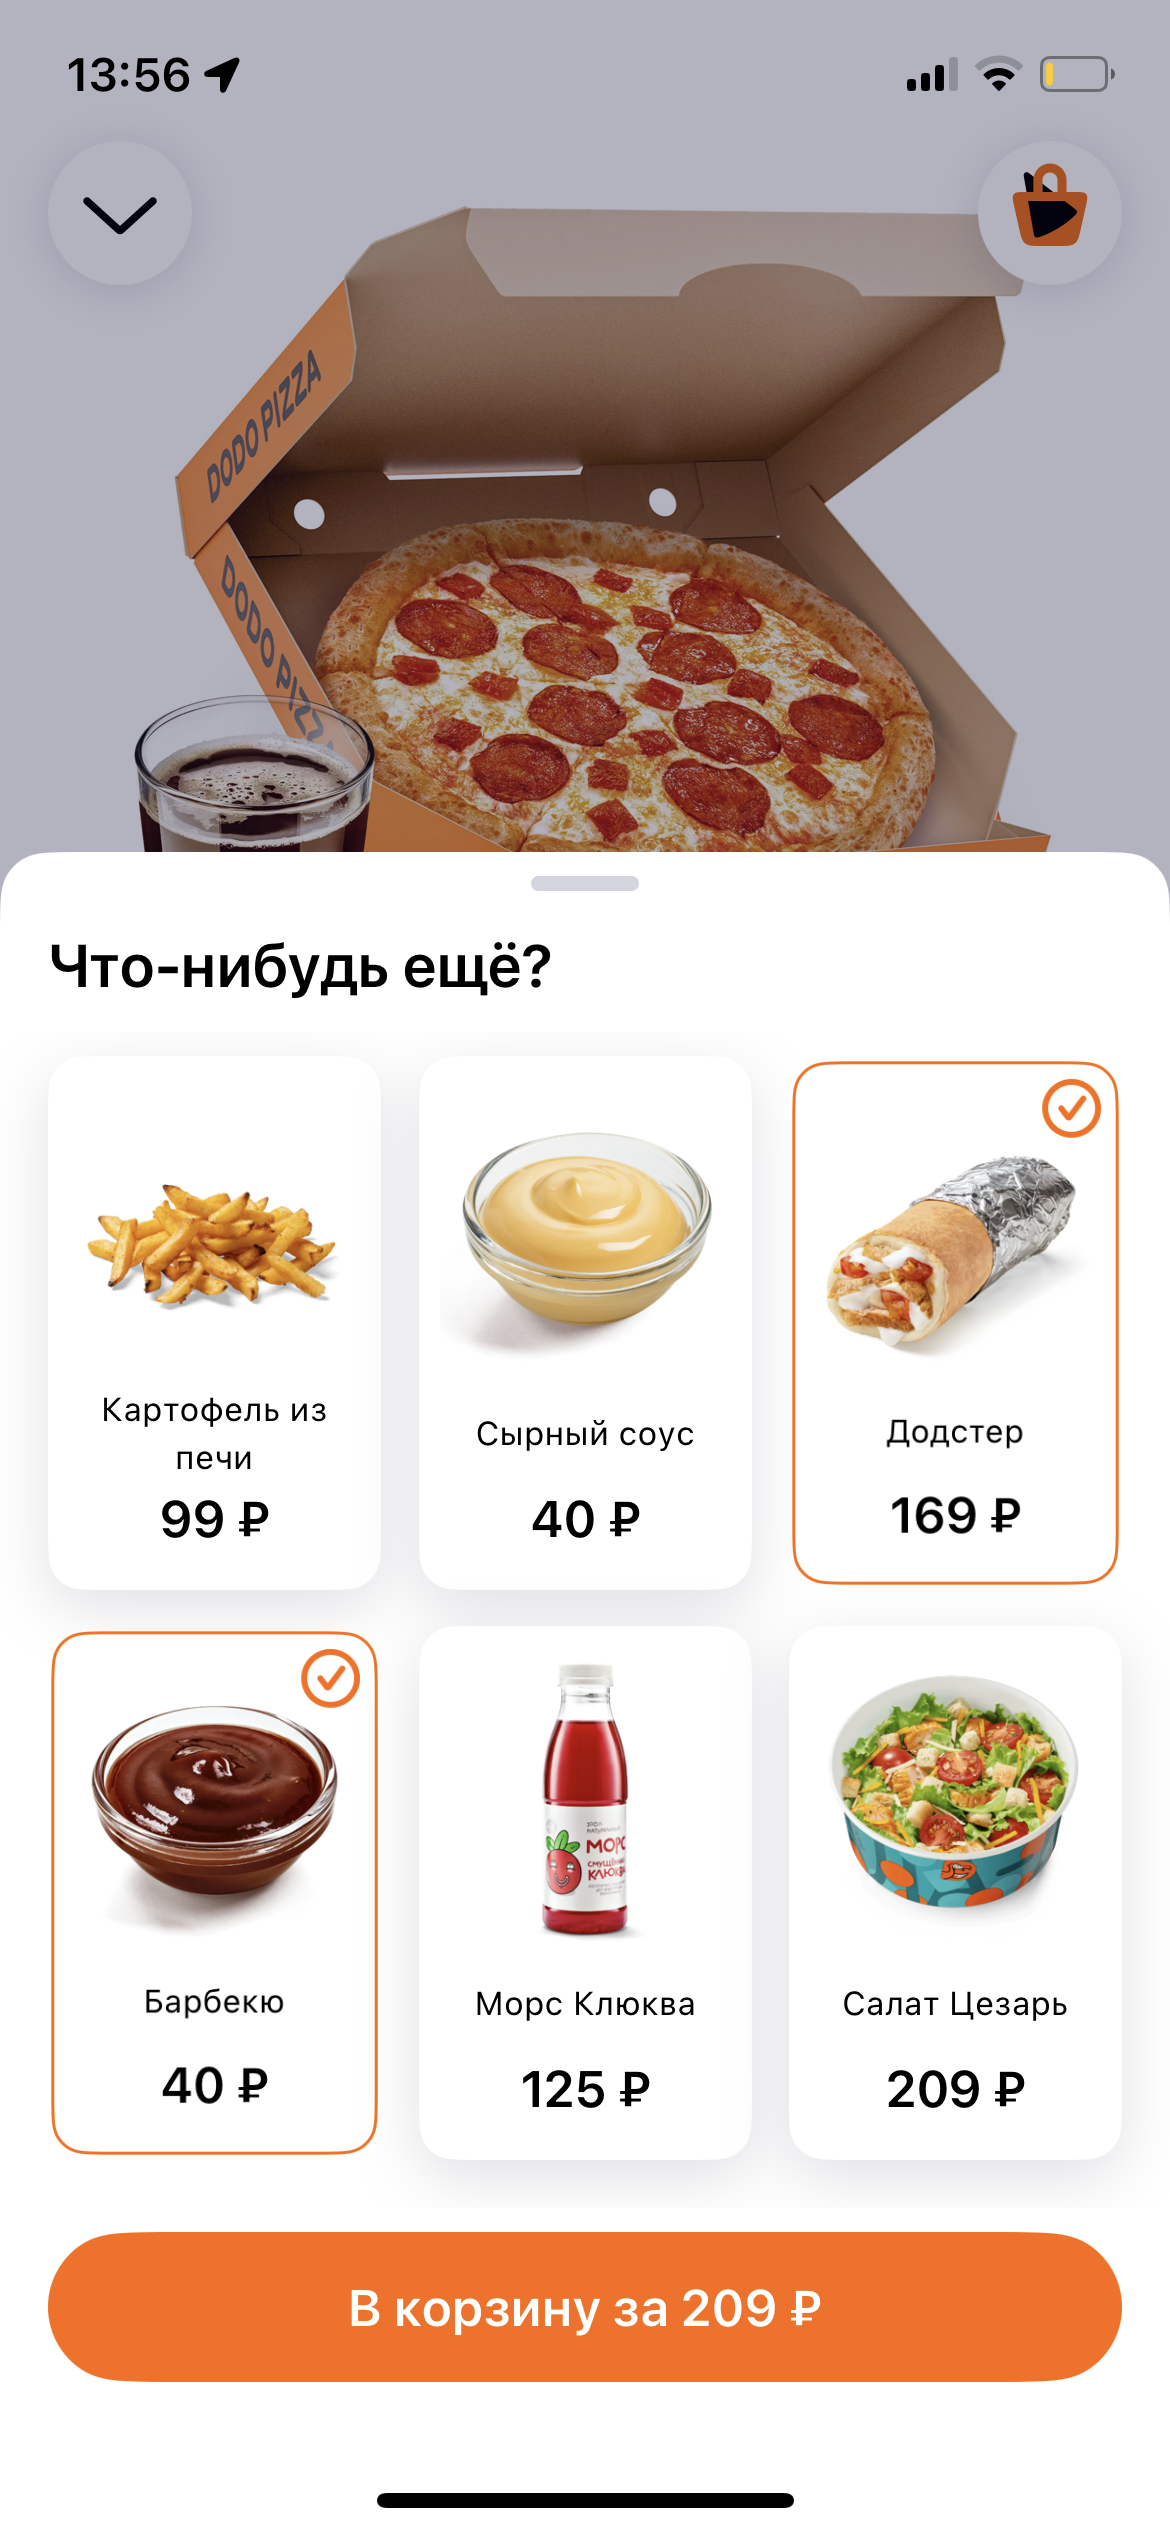 13:56
DODO PIZZA
DODO PIZZA
Что-нибудь ещё?
Картофель из
печи
99 ₽
Сырный соус
40 ₽
Додстер
169 ₽
Барбекю
40 ₽
МОРС
КЛЮКВА
Морс Клюква
125 ₽
Салат Цезарь
209 ₽
В корзину за 209 ₽